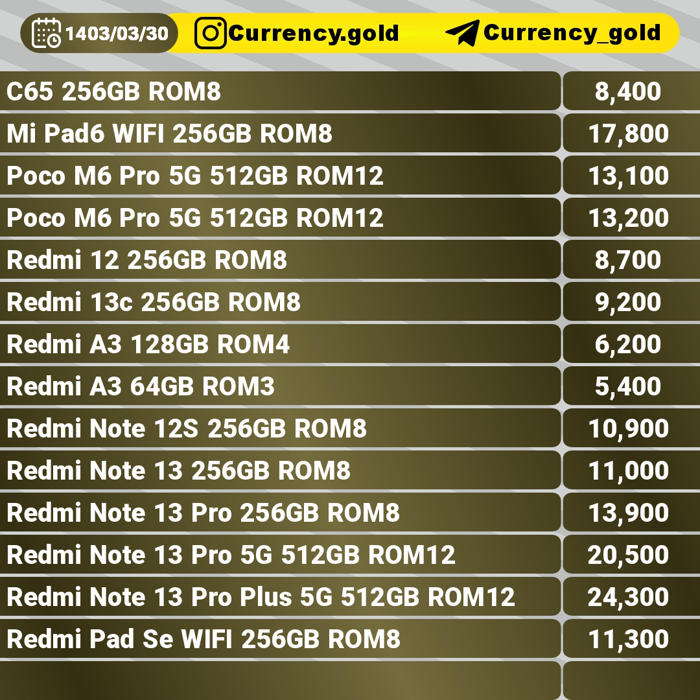 1403/03/30 Currency.gold Currency_gold
C65 256GB ROM8 8,400
Mi Pad6 WIFI 256GB ROM8 17,800
Poco M6 Pro 5G 512GB ROM12 13,100
Poco M6 Pro 5G 512GB ROM12 13,200
Redmi 12 256GB ROM8 8,700
Redmi 13c 256GB ROM8 9,200
Redmi A3 128GB ROM4 6,200
Redmi A3 64GB ROM3 5,400
Redmi Note 12S 256GB ROM8 10,900
Redmi Note 13 256GB ROM8 11,000
Redmi Note 13 Pro 256GB ROM8 13,900
Redmi Note 13 Pro 5G 512GB ROM12 20,500
Redmi Note 13 Pro Plus 5G 512GB ROM12 24,300
Redmi Pad Se WIFI 256GB ROM8 11,300